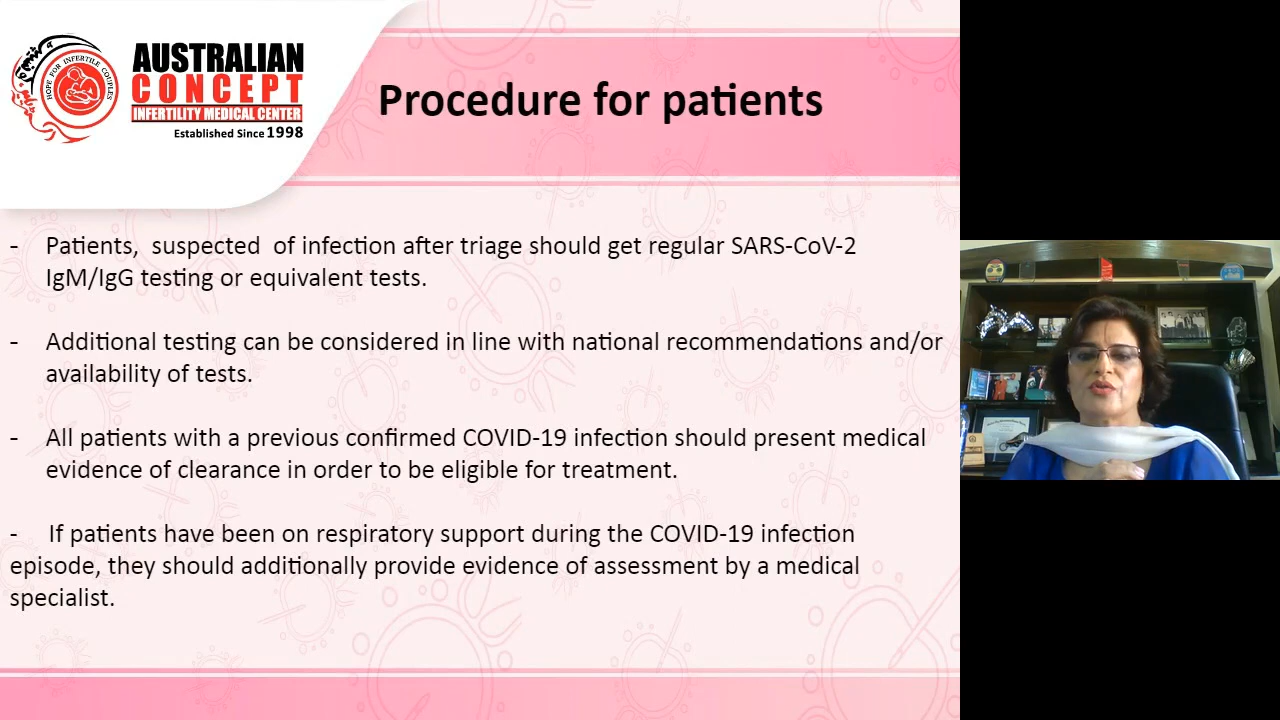 HOPE FOR INFERTILE COUPLES
AUSTRALIAN
CONCEPT
INFERTILITY MEDICAL CENTER
Established Since 1998
Procedure for patients
- Patients, suspected of infection after triage should get regular SARS-CoV-2
IgM/IgG testing or equivalent tests.
- Additional testing can be considered in line with national recommendations and/or
availability of tests.
- All patients with a previous confirmed COVID-19 infection should present medical
evidence of clearance in order to be eligible for treatment.
- If patients have been on respiratory support during the COVID-19 infection
episode, they should additionally provide evidence of assessment by a medical
specialist.